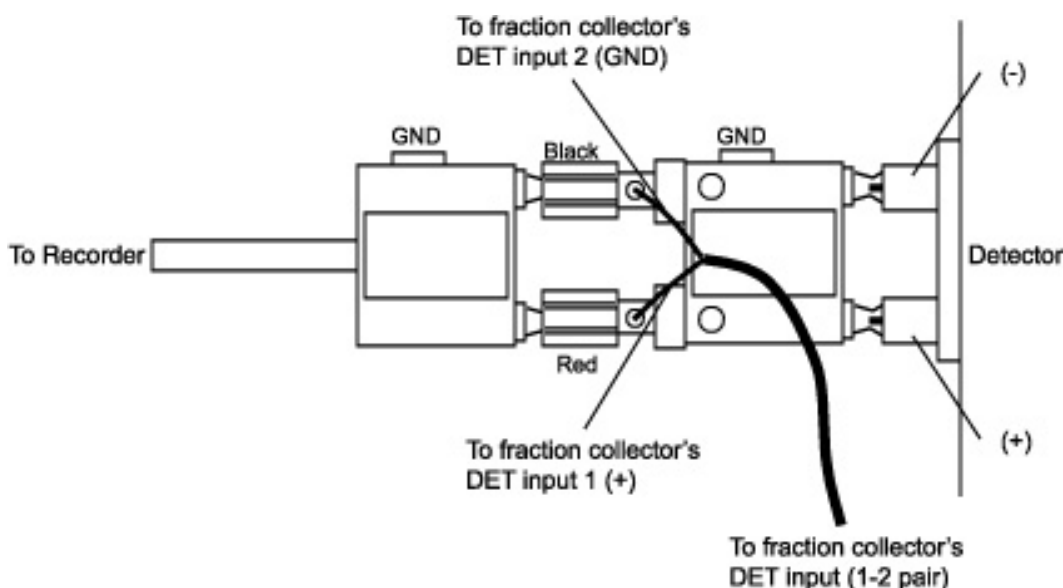 To fraction collector's
DET input 2 (GND)
(-)
GND
Black
GND
To Recorder
Detector
Red
(+)
To fraction collector's
DET input 1 (+)
To fraction collector's
DET input (1-2 pair)